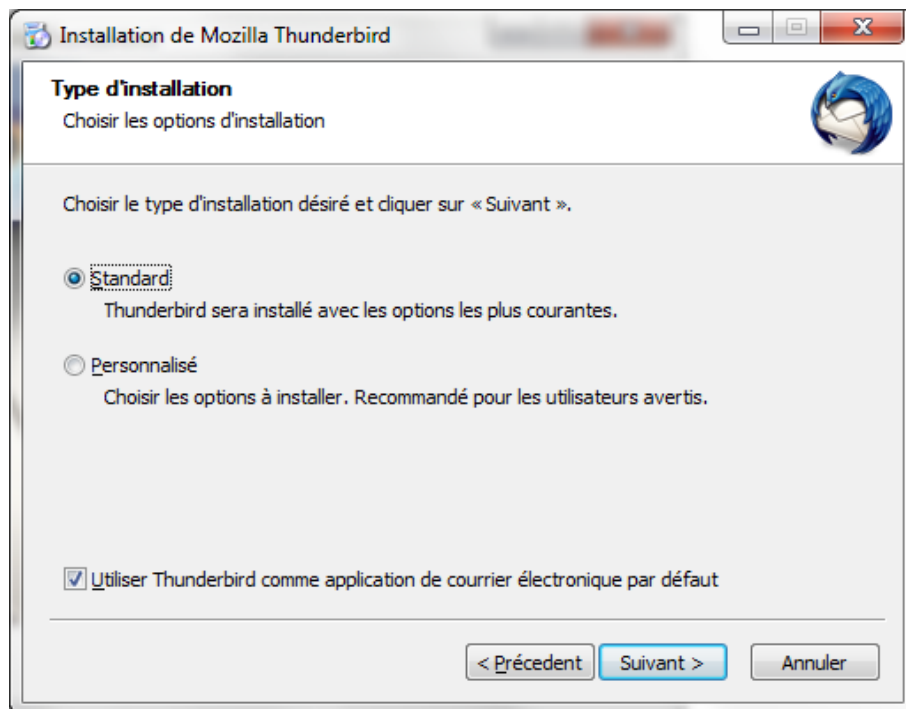 Installation de Mozilla Thunderbird
Type d'installation
Choisir les options d'installation
Choisir le type d'installation désiré et cliquer sur « Suivant ».
Standard
Thunderbird sera installé avec les options les plus courantes.
Personnalisé
Choisir les options à installer. Recommandé pour les utilisateurs avertis.
Utiliser Thunderbird comme application de courrier électronique par défaut
< Précedent Suivant > Annuler